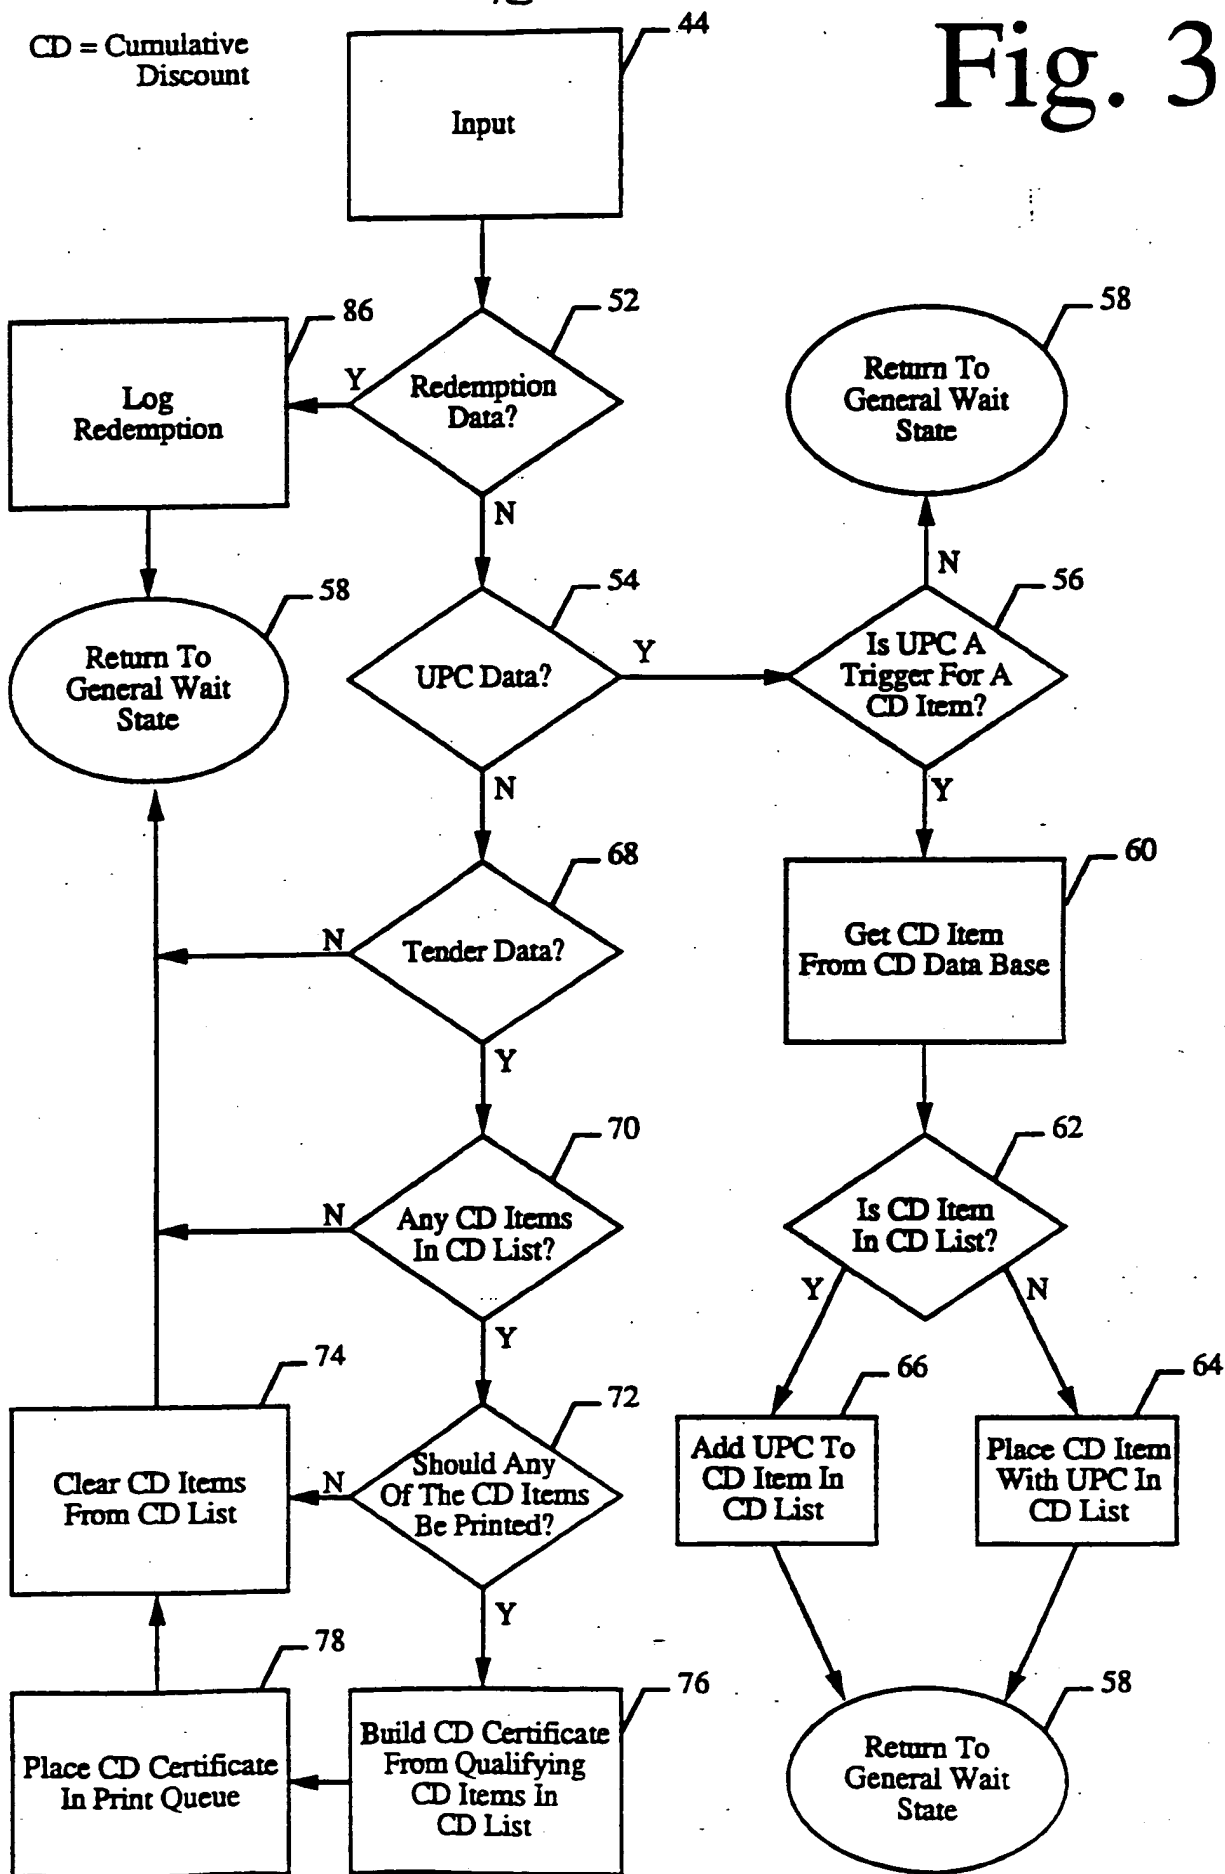 CD = Cumulative
Discount
Fig. 3
44
Input
52
Redemption
Data?
Y
N
86
Log
Redemption
58
Return To
General Wait
State
58
Return To
General Wait
State
54
UPC Data?
Y
N
N
56
Is UPC A
Trigger For A
CD Item?
Y
68
Tender Data?
N
Y
60
Get CD Item
From CD Data Base
70
Any CD Items
In CD List?
N
Y
62
Is CD Item
In CD List?
Y
N
74
Clear CD Items
From CD List
72
Should Any
Of The CD Items
Be Printed?
N
Y
66
Add UPC To
CD Item In
CD List
64
Place CD Item
With UPC In
CD List
78
Place CD Certificate
In Print Queue
76
Build CD Certificate
From Qualifying
CD Items In
CD List
58
Return To
General Wait
State